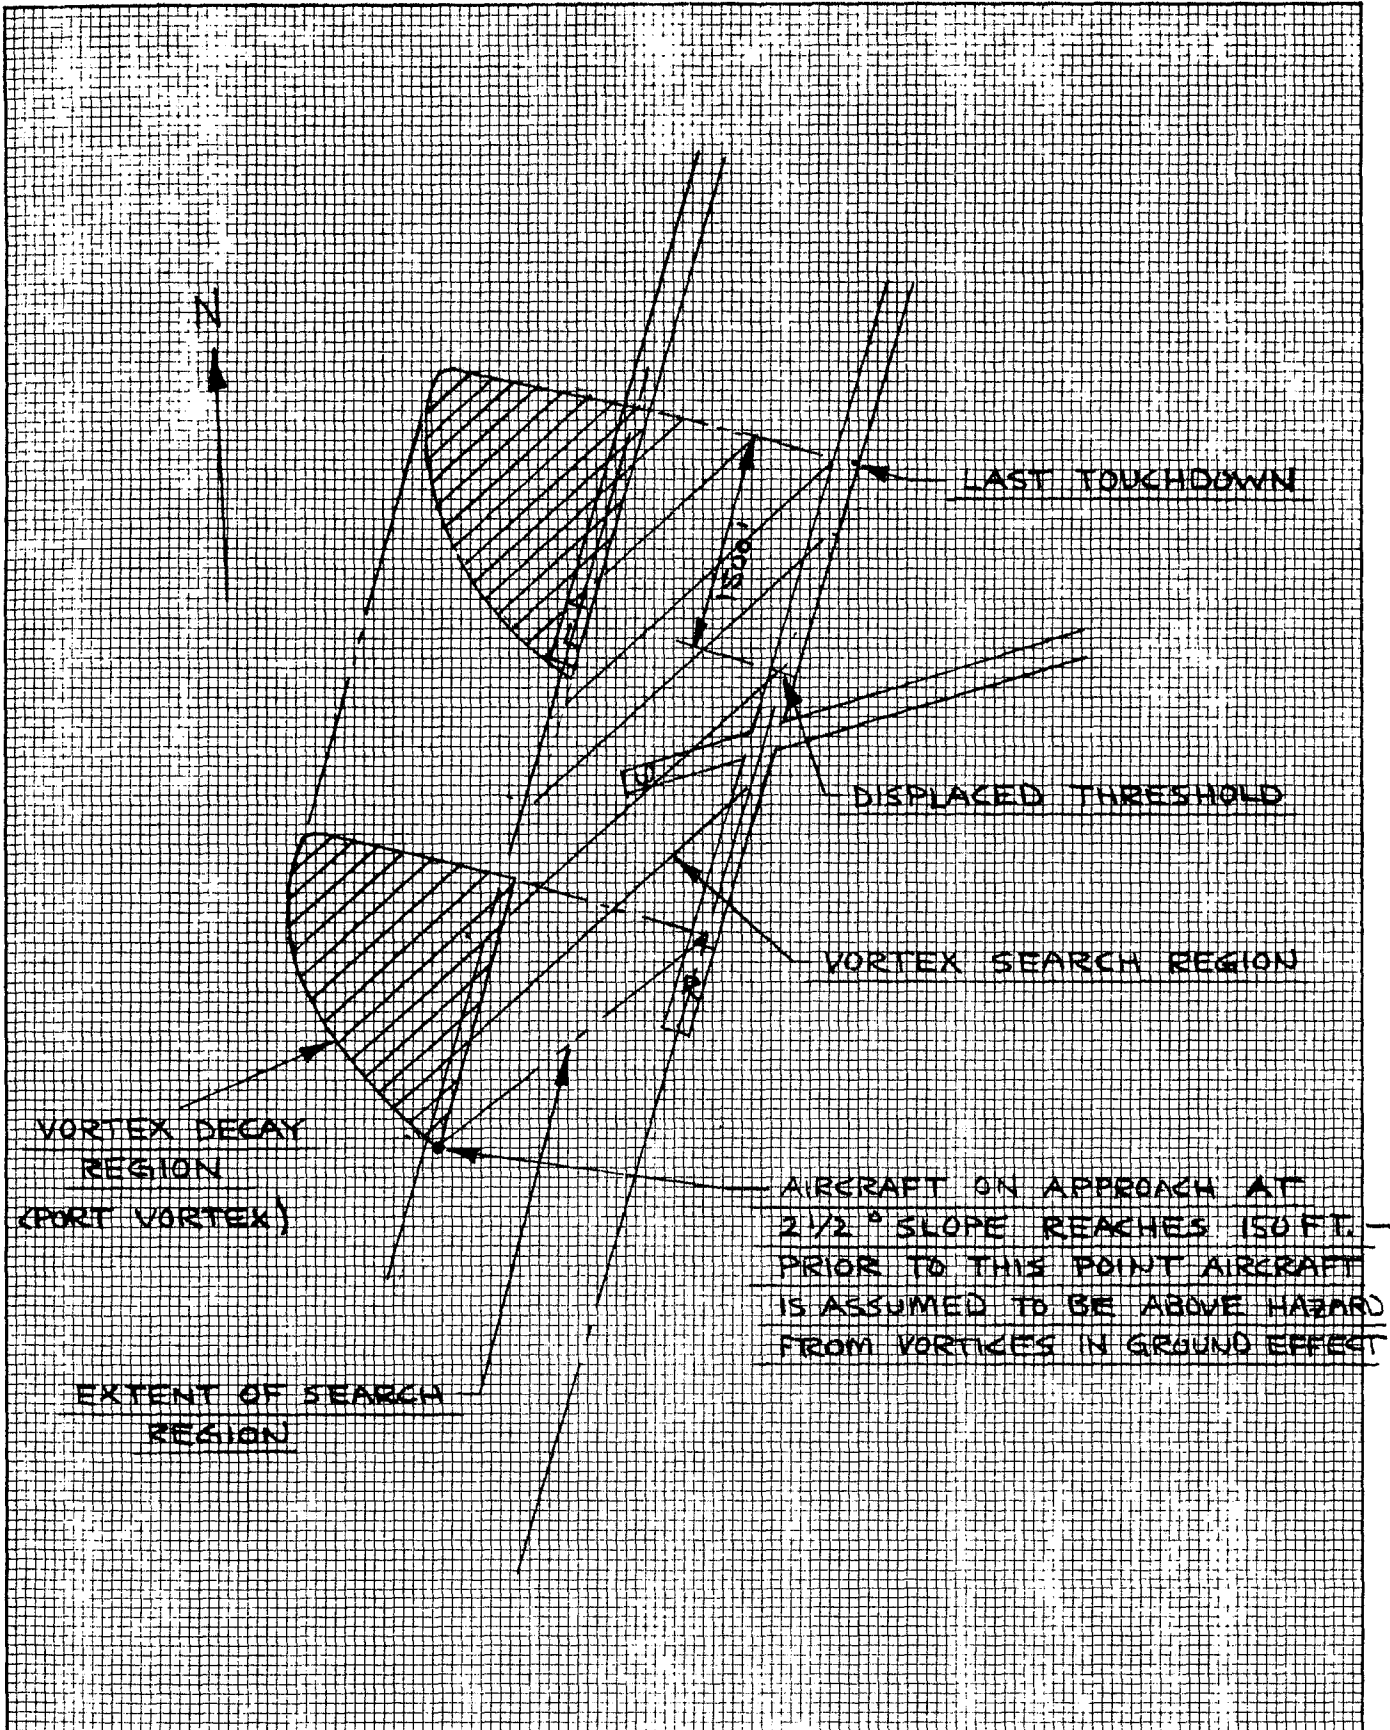 N
LAST TOUCHDOWN
1500'
DISPLACED THRESHOLD
VORTEX SEARCH REGION
R
VORTEX DECAY
REGION
(PORT VORTEX)
AIRCRAFT ON APPROACH AT
2 1/2° SLOPE REACHES 150 FT. —
PRIOR TO THIS POINT AIRCRAFT
IS ASSUMED TO BE ABOVE HAZARD
FROM VORTICES IN GROUND EFFECT
EXTENT OF SEARCH
REGION